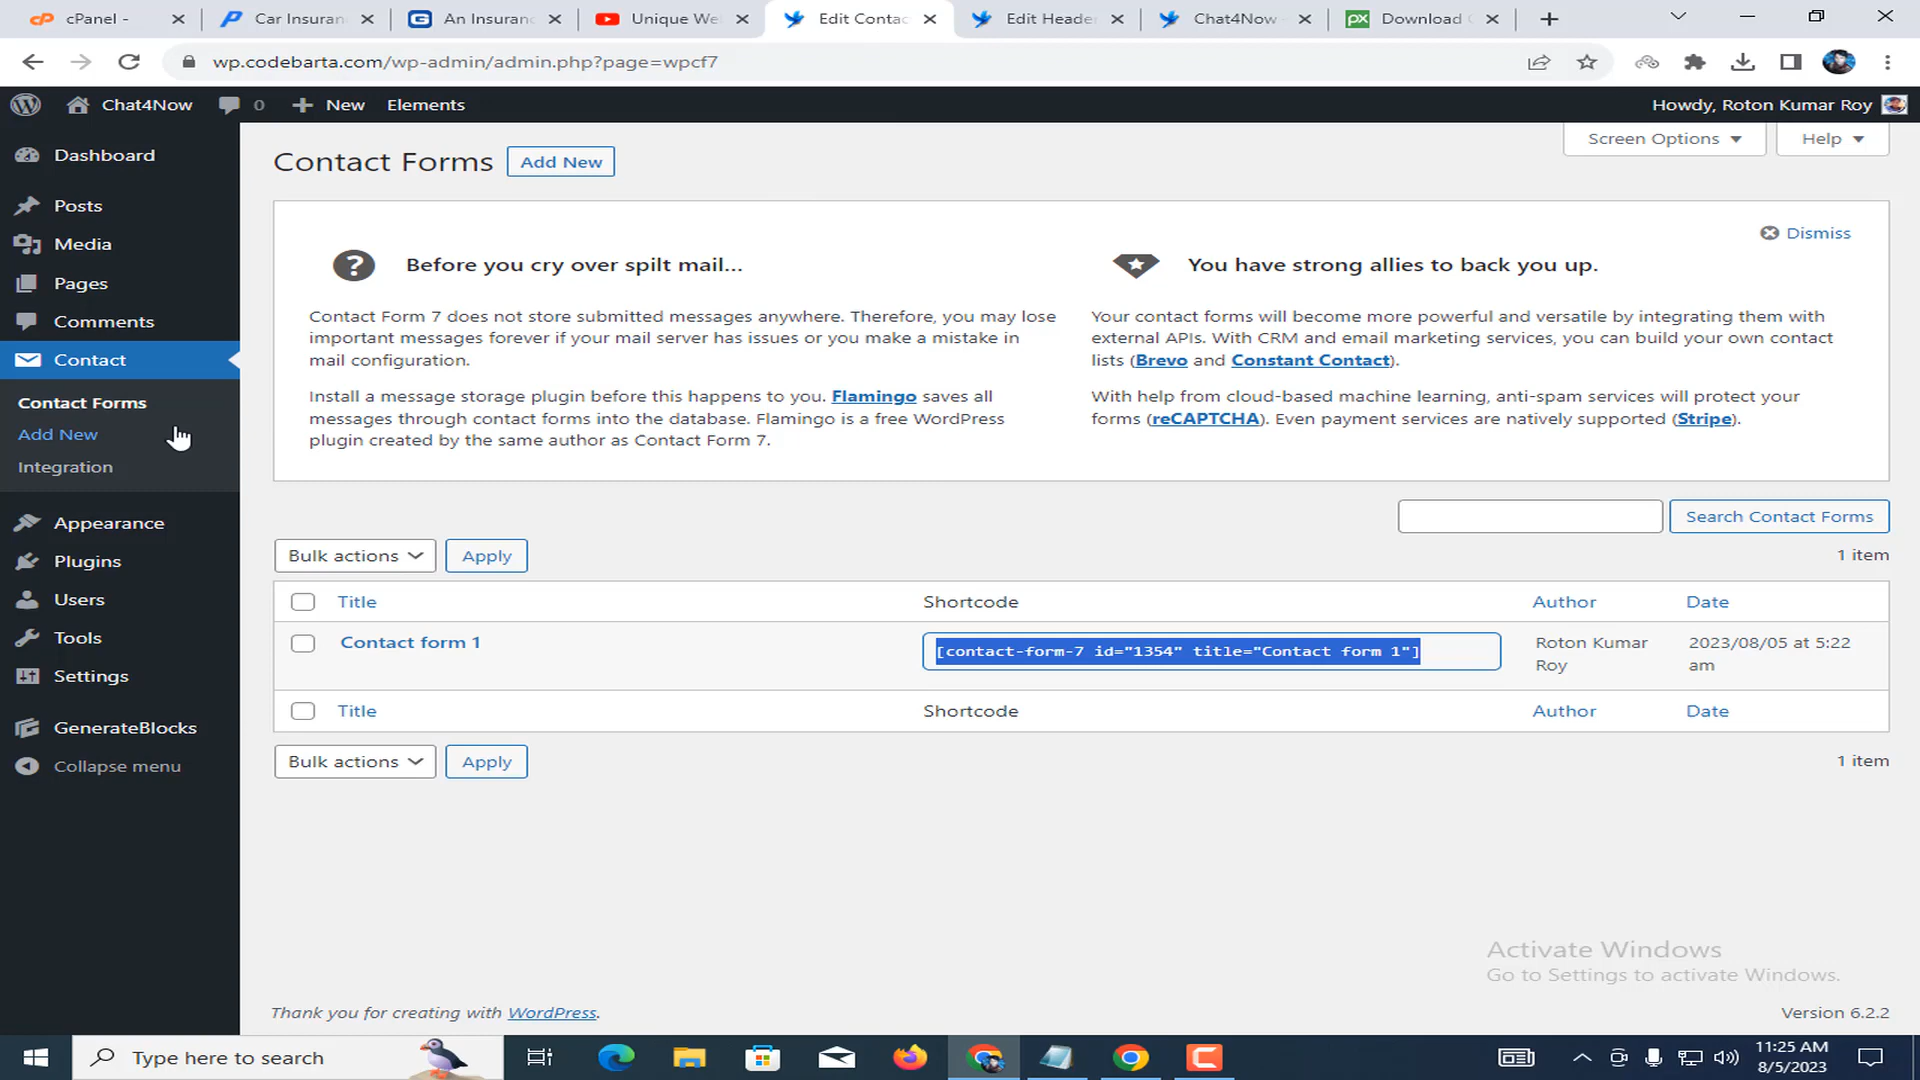 cPanel -
Car Insuran
An Insuranc
Unique We
Edit Contac
Edit Heade
Chat4Now
Download
wp.codebarta.com/wp-admin/admin.php?page=wpcf7
Chat4Now
0
New
Elements
Howdy, Roton Kumar Roy
Dashboard
Posts
Media
Pages
Comments
Contact
Contact Forms
Add New
Integration
Appearance
Plugins
Users
Tools
Settings
GenerateBlocks
Collapse menu
Screen Options
Help
Contact Forms
Add New
Dismiss
Before you cry over spilt mail...
Contact Form 7 does not store submitted messages anywhere. Therefore, you may lose
important messages forever if your mail server has issues or you make a mistake in
mail configuration.
Install a message storage plugin before this happens to you. Flamingo saves all
messages through contact forms into the database. Flamingo is a free WordPress
plugin created by the same author as Contact Form 7.
You have strong allies to back you up.
Your contact forms will become more powerful and versatile by integrating them with
external APIs. With CRM and email marketing services, you can build your own contact
lists (Brevo and Constant Contact).
With help from cloud-based machine learning, anti-spam services will protect your
forms (reCAPTCHA). Even payment services are natively supported (Stripe).
Search Contact Forms
Bulk actions
Apply
1 item
Title
Shortcode
Author
Date
Contact form 1
[contact-form-7 id="1354" title="Contact form 1"]
Roton Kumar
Roy
2023/08/05 at 5:22
am
Title
Shortcode
Author
Date
Bulk actions
Apply
1 item
Activate Windows
Go to Settings to activate Windows.
Thank you for creating with WordPress.
Version 6.2.2
Type here to search
11:25 AM
8/5/2023